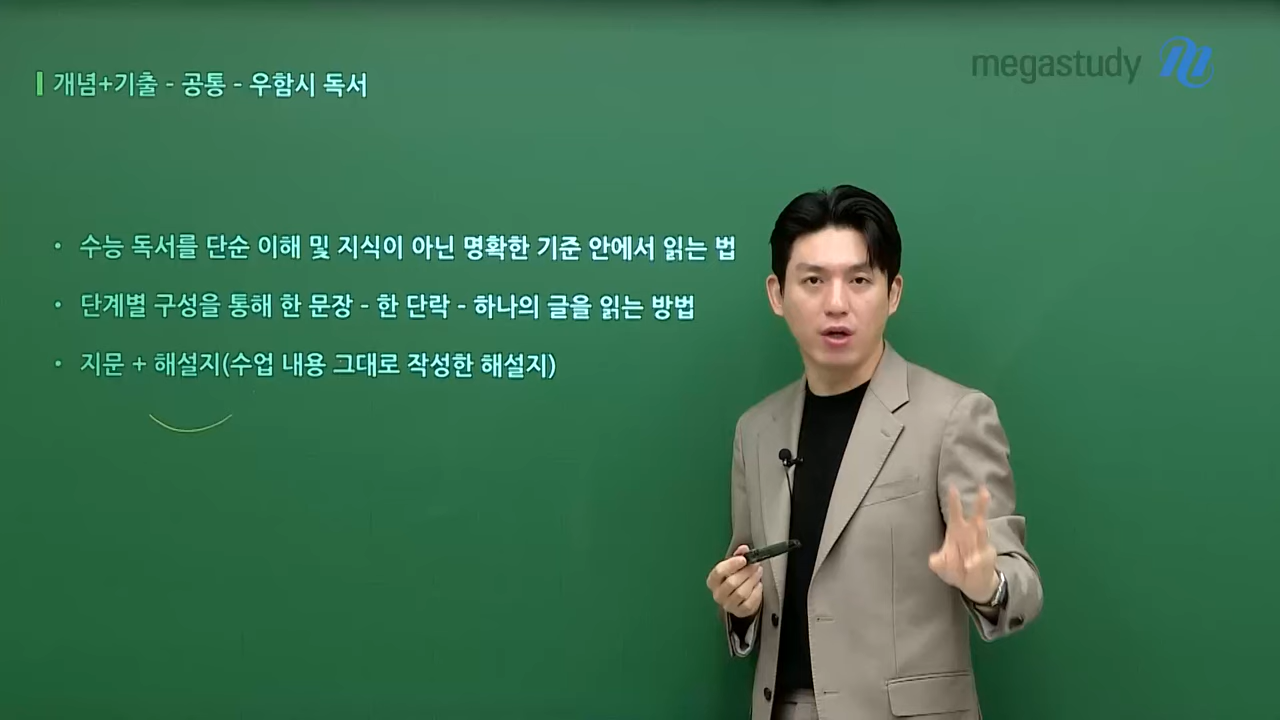 개념+기출 - 공통 - 우함시 독서
megastudy
• 수능 독서를 단순 이해 및 지식이 아닌 명확한 기준 안에서 읽는 법
• 단계별 구성을 통해 한 문장 - 한 단락 - 하나의 글을 읽는 방법
• 지문 + 해설지(수업 내용 그대로 작성한 해설지)